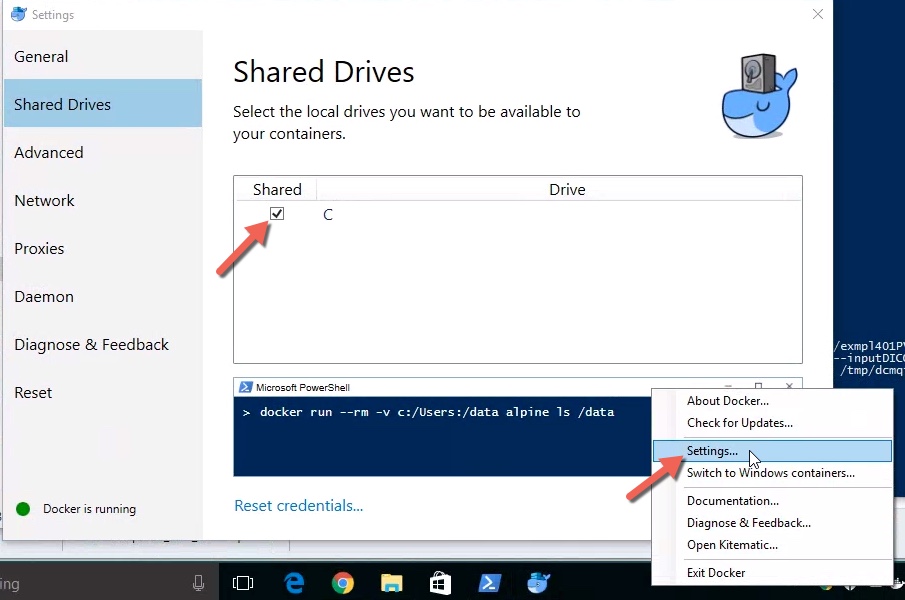 Settings
General
Shared Drives
Advanced
Network
Proxies
Daemon
Diagnose & Feedback
Reset
Docker is running
Shared Drives
Select the local drives you want to be available to
your containers.
Shared Drive
C
Microsoft PowerShell
> docker run --rm -v c:/Users:/data alpine ls /data
Reset credentials...
/exmpl401P
--inputDIC
/tmp/dcmq
About Docker...
Check for Updates...
Settings...
Switch to Windows containers...
Documentation...
Diagnose & Feedback...
Open Kitematic...
Exit Docker
ing